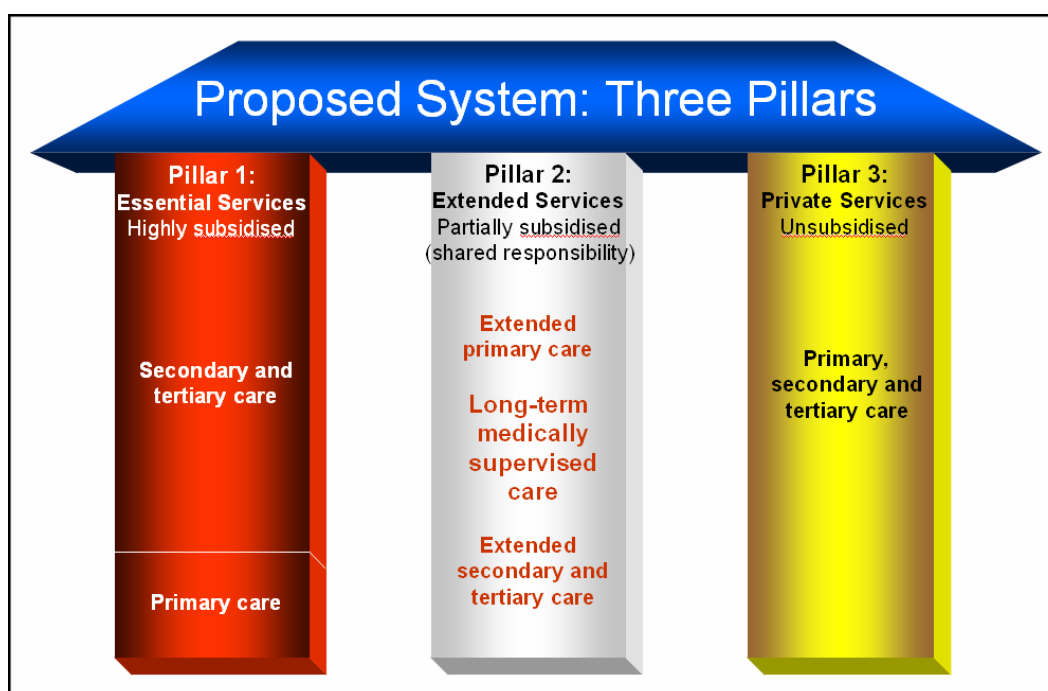 Proposed System: Three Pillars
Pillar 1:
Essential Services
Highly subsidised
Secondary and
tertiary care
Primary care
Pillar 2:
Extended Services
Partially subsidised
(shared responsibility)
Extended
primary care
Long-term
medically
supervised
care
Extended
secondary and
tertiary care
Pillar 3:
Private Services
Unsubsidised
Primary,
secondary and
tertiary care